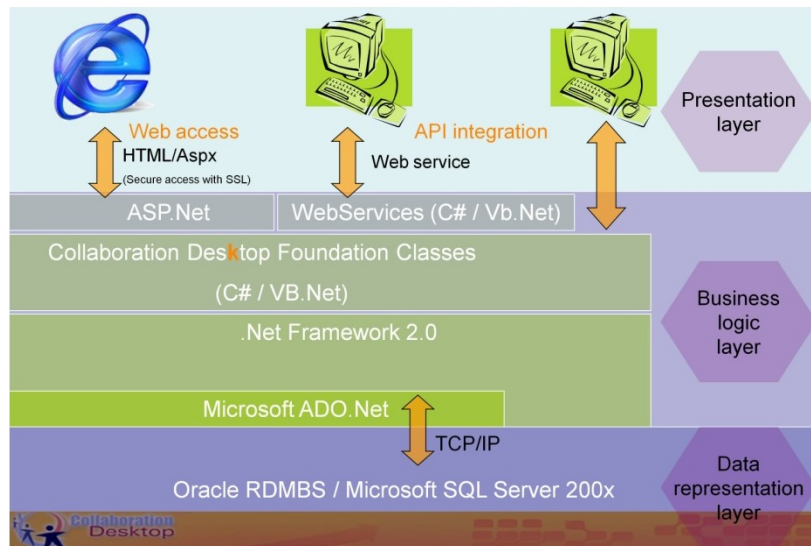 Web access
HTML/Aspx
(Secure access with SSL)
API integration
Web service
Presentation
layer
ASP.Net
WebServices (C# / Vb.Net)
Collaboration Desktop Foundation Classes
(C# / VB.Net)
.Net Framework 2.0
Business
logic
layer
Microsoft ADO.Net
TCP/IP
Oracle RDMBS / Microsoft SQL Server 200x
Data
representation
layer
Collaboration
Desktop